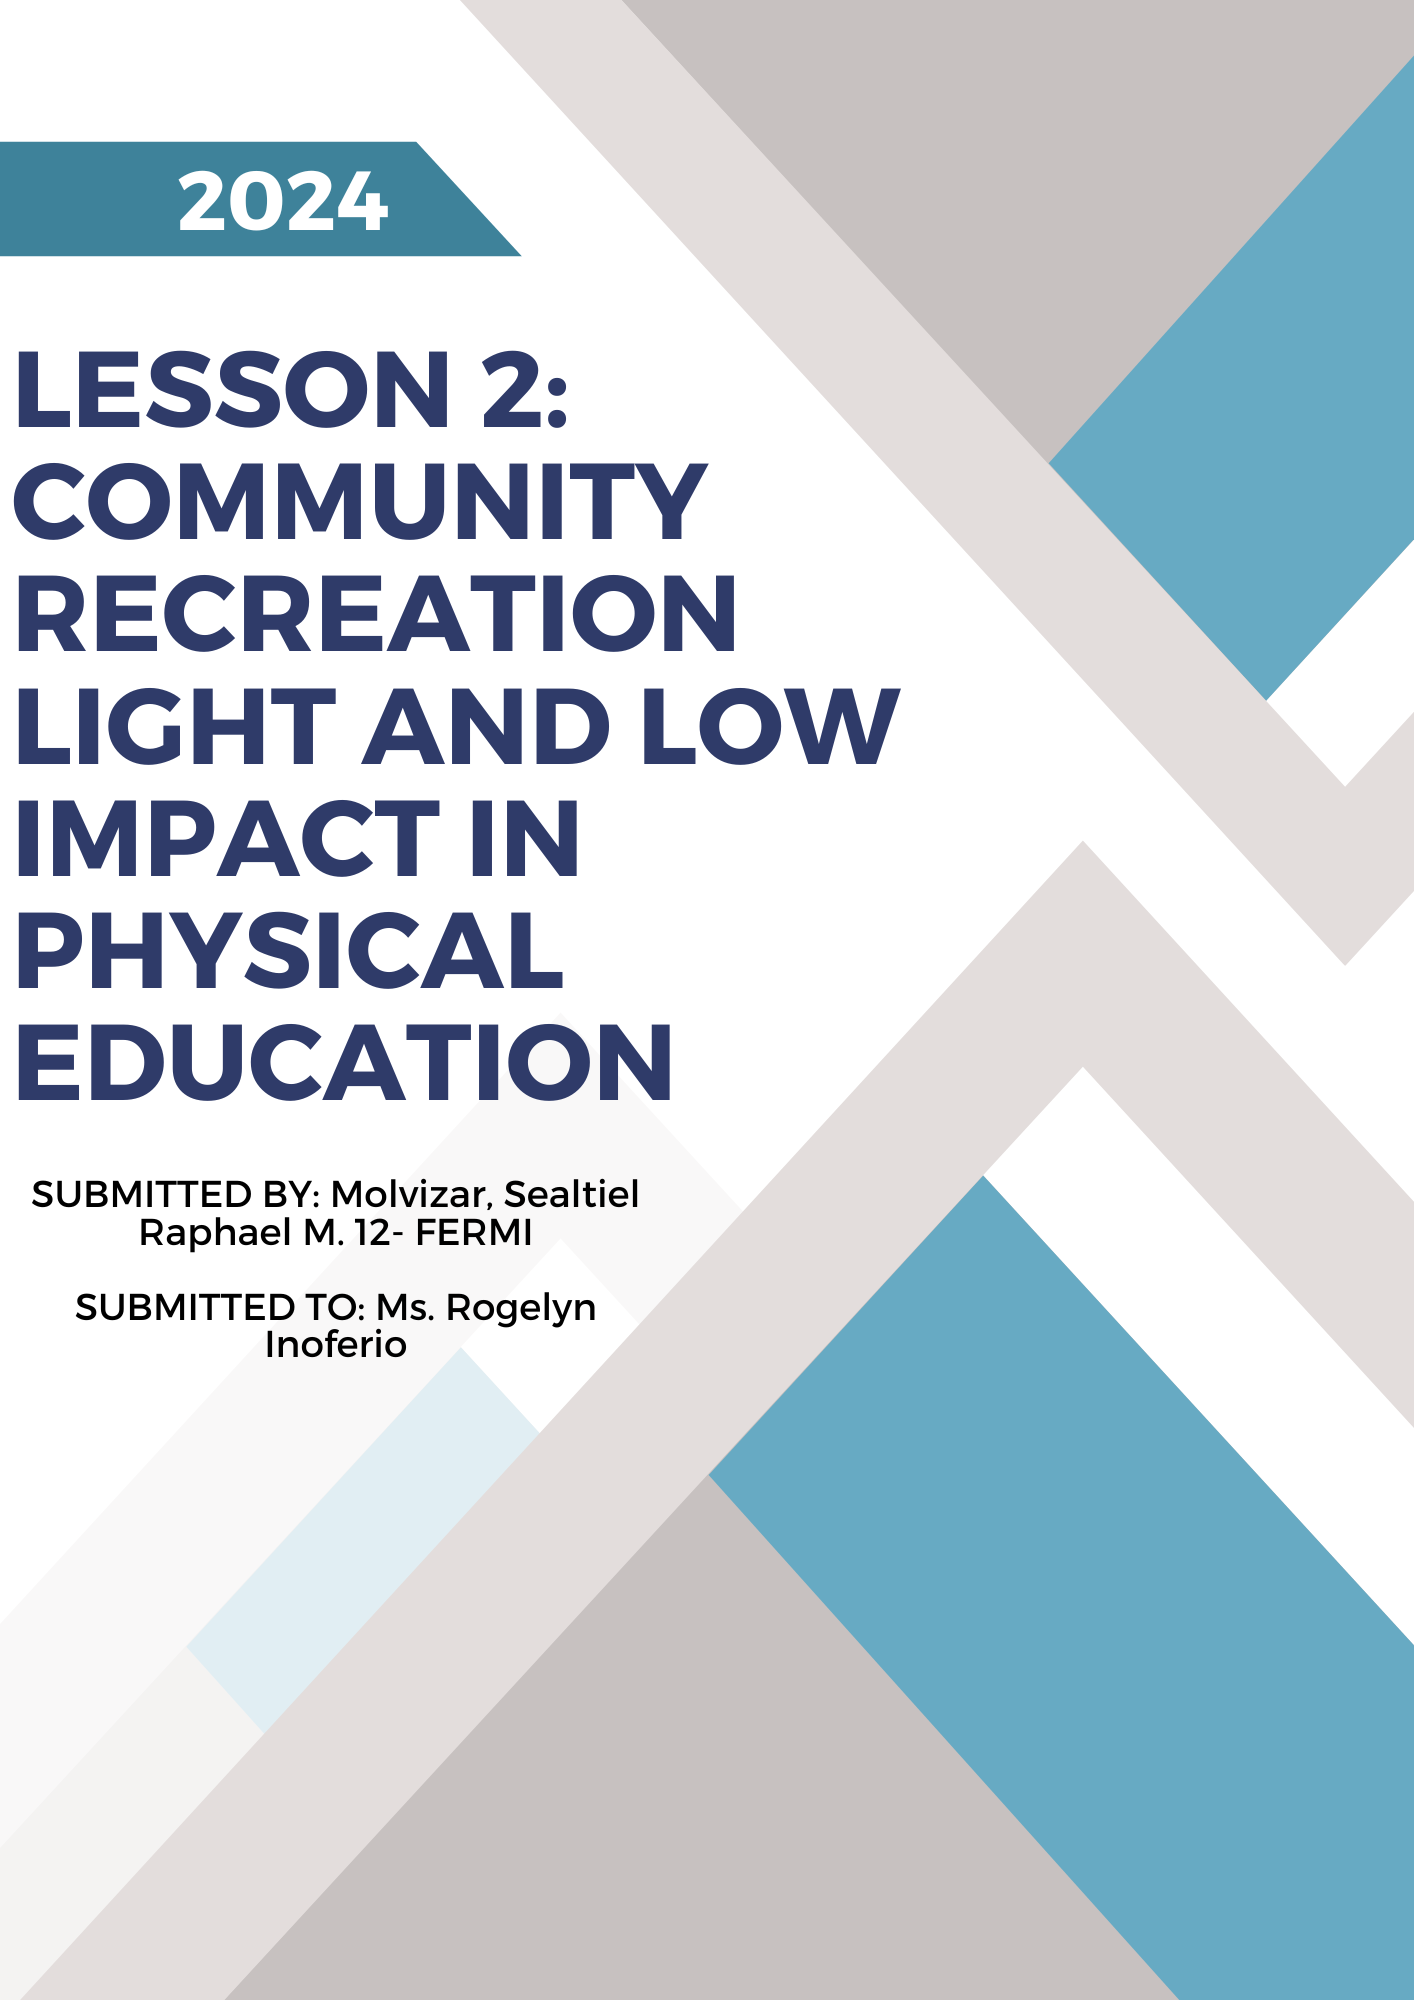 2024
LESSON 2:
COMMUNITY
RECREATION
LIGHT AND LOW
IMPACT IN
PHYSICAL
EDUCATION
SUBMITTED BY: Molvizar, Sealtiel
Raphael M. 12- FERMI
SUBMITTED TO: Ms. Rogelyn
Inoferio